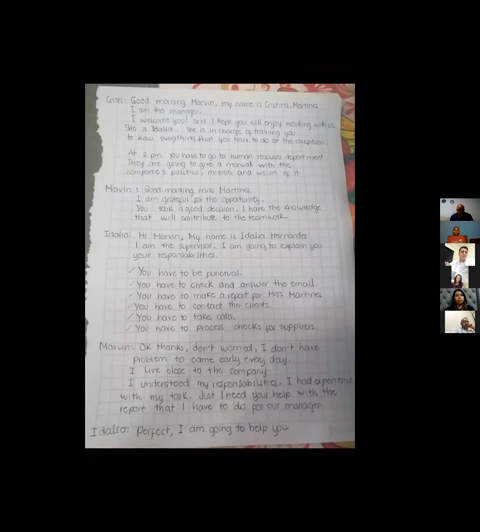 Cristi: Good morning Marvin, my name is Cristina Martinez
I am the manager.
I welcome you! and I hope you will enjoy working with us
She is Idalia. She is in charge of training you
to know everything that you have to do at the reception.
At 2 pm. you have to go to human resouces department
They are going to give a manual with the
companie's politics, mision and vision of it.
Marvin: Good morning miss Martines
I am grateful for the opportunity.
You take a good decision. I have the knowledge
that will contribute to the teamwork.
Idalia: Hi Marvin, My name is Idalia Hernandez
I am the supervisor. I am going to explain you
your responsabilities.
✓ You have to be punctual.
✓ You have to check and answer the email.
✓ You have to make a report for Miss Martines
✓ You have to contact the clients.
✓ You have to take calls.
✓ You have to process checks for suppliers.
Marvin: Ok thanks, don't worried, I don't have
problem to came early every day.
I live close to the company
I understood my responsabilities. I had experience
with my task. Just I need your help with the
report that I have to do for our manager.
Idalia: Perfect, I am going to help you